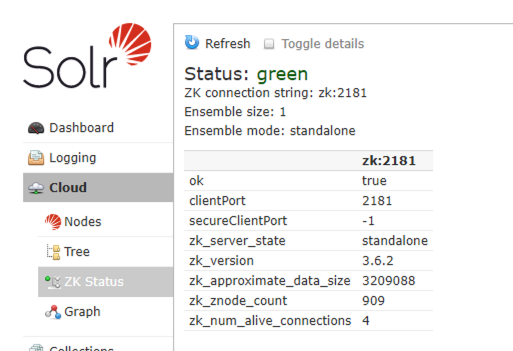 Solr
Dashboard
Logging
Cloud
Nodes
Tree
ZK Status
Graph
Collections
Refresh Toggle details
Status: green
ZK connection string: zk:2181
Ensemble size: 1
Ensemble mode: standalone
zk:2181
ok true
clientPort 2181
secureClientPort -1
zk_server_state standalone
zk_version 3.6.2
zk_approximate_data_size 3209088
zk_znode_count 909
zk_num_alive_connections 4